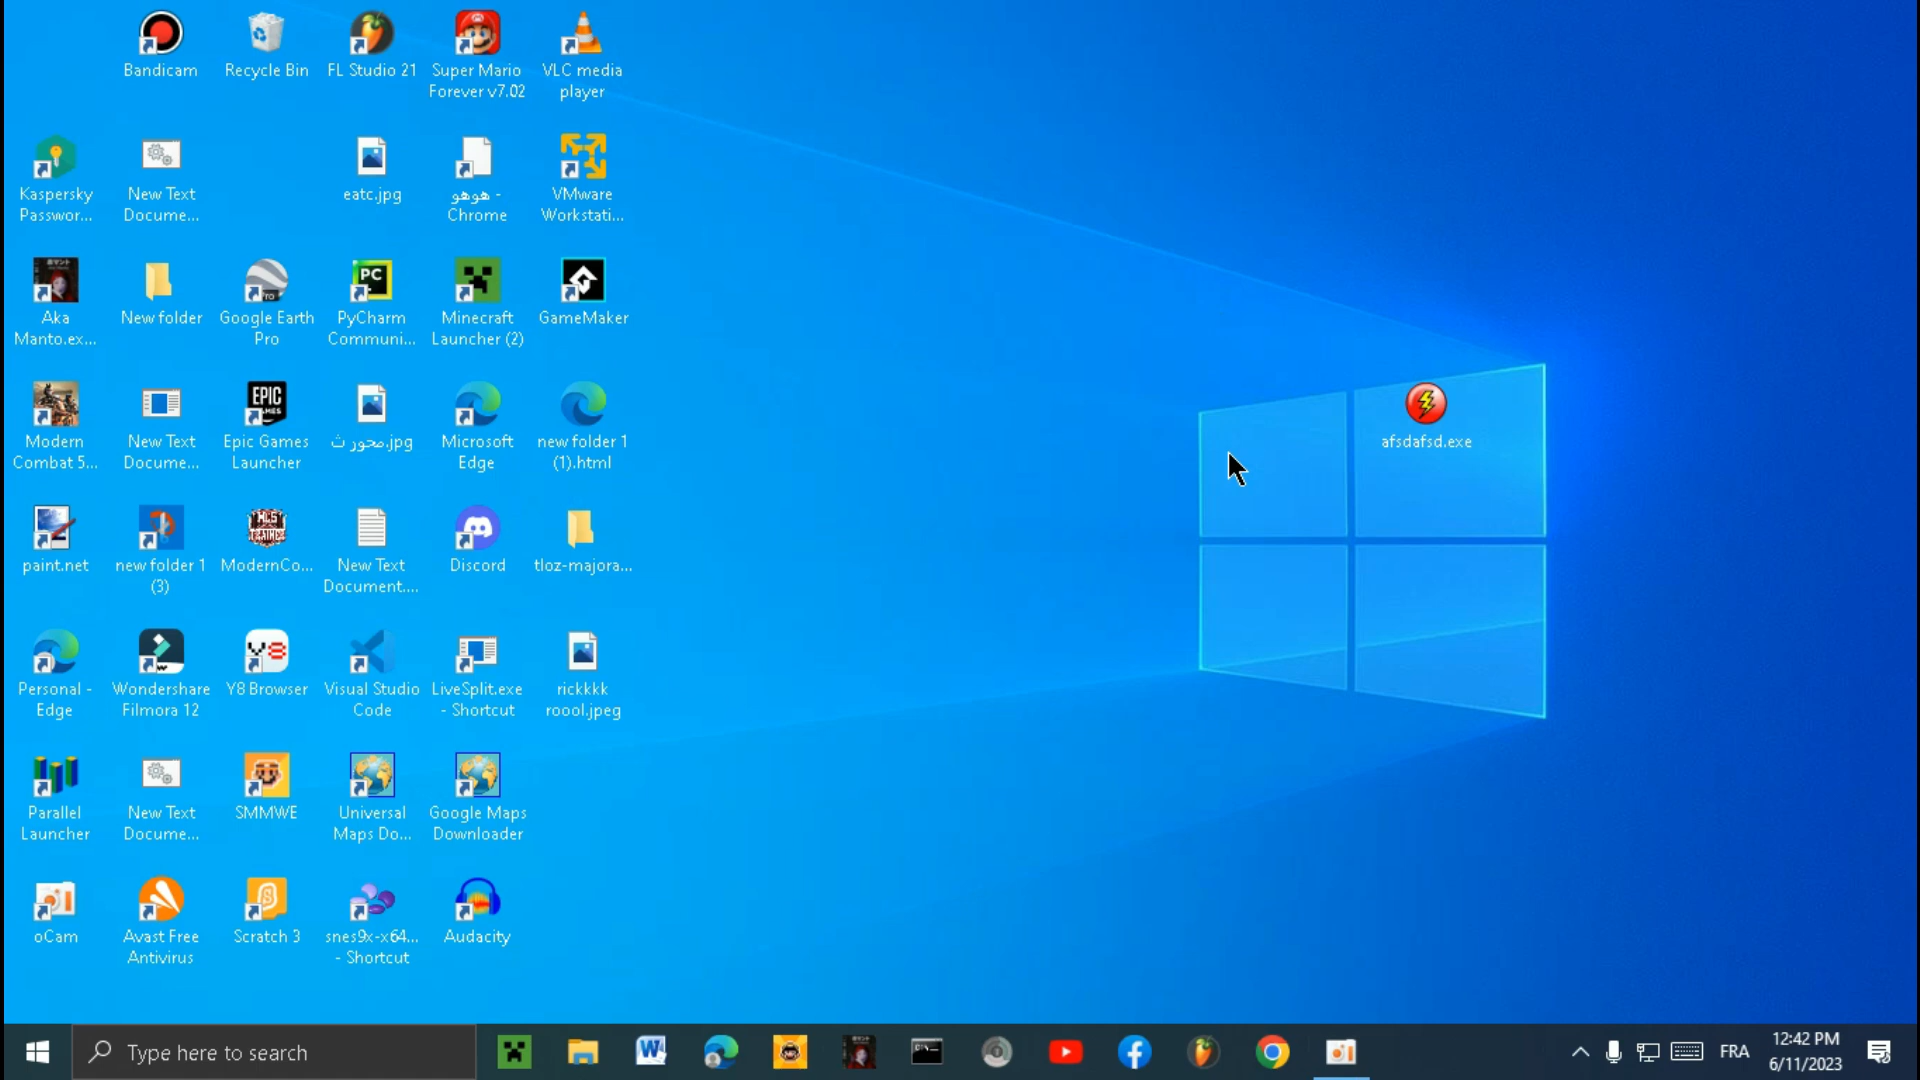 Bandicam
Recycle Bin
FL Studio 21
Super Mario
Forever v7.02
VLC media
player
Kaspersky
Passwor...
New Text
Docume...
eatc.jpg
هوهو -
Chrome
VMware
Workstati...
Aka
Manto.ex...
New folder
Google Earth
Pro
PyCharm
Communi...
Minecraft
Launcher (2)
GameMaker
Modern
Combat 5...
New Text
Docume...
Epic Games
Launcher
محور ث.jpg
Microsoft
Edge
new folder 1
(1).html
afsdafsd.exe
paint.net
new folder 1
(3)
ModernCo...
New Text
Document....
Discord
tloz-majora...
Personal -
Edge
Wondershare
Filmora 12
Y8 Browser
Visual Studio
Code
LiveSplit.exe
- Shortcut
rickkkk
roool.jpeg
Parallel
Launcher
New Text
Docume...
SMMWE
Universal
Maps Do...
Google Maps
Downloader
oCam
Avast Free
Antivirus
Scratch 3
snes9x-x64...
- Shortcut
Audacity
Type here to search
FRA
12:42 PM
6/11/2023